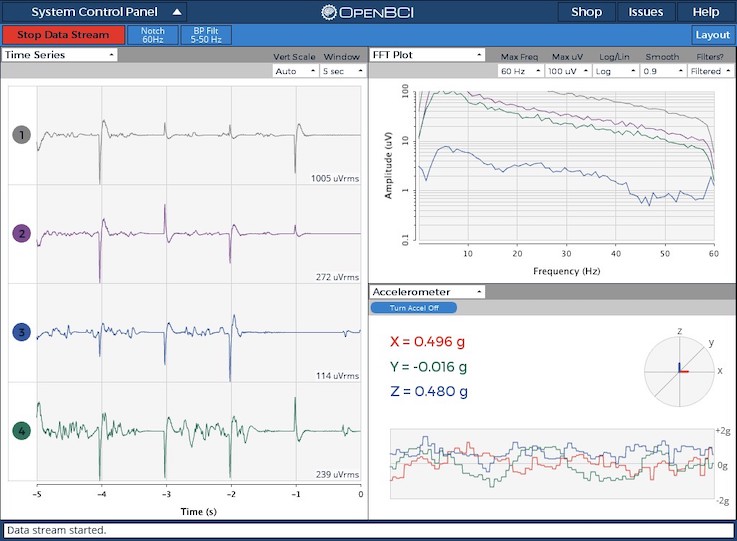 System Control Panel
OpenBCI
Shop Issues Help
Stop Data Stream
Notch
60Hz
BP Filt
5-50 Hz
Layout
Time Series
Vert Scale Window
Auto 5 sec
1
1005 uVrms
2
272 uVrms
3
114 uVrms
4
239 uVrms
-5 -4 -3 -2 -1 0
Time (s)
FFT Plot
Max Freq Max uV Log/Lin Smooth Filters?
60 Hz 100 uV Log 0.9 Filtered
Amplitude (uV)
100
10
1
0.1
10 20 30 40 50 60
Frequency (Hz)
Accelerometer
Turn Accel Off
X = 0.496 g
Y = -0.016 g
Z = 0.480 g
z
y
x
+2g
0g
-2g
Data stream started.